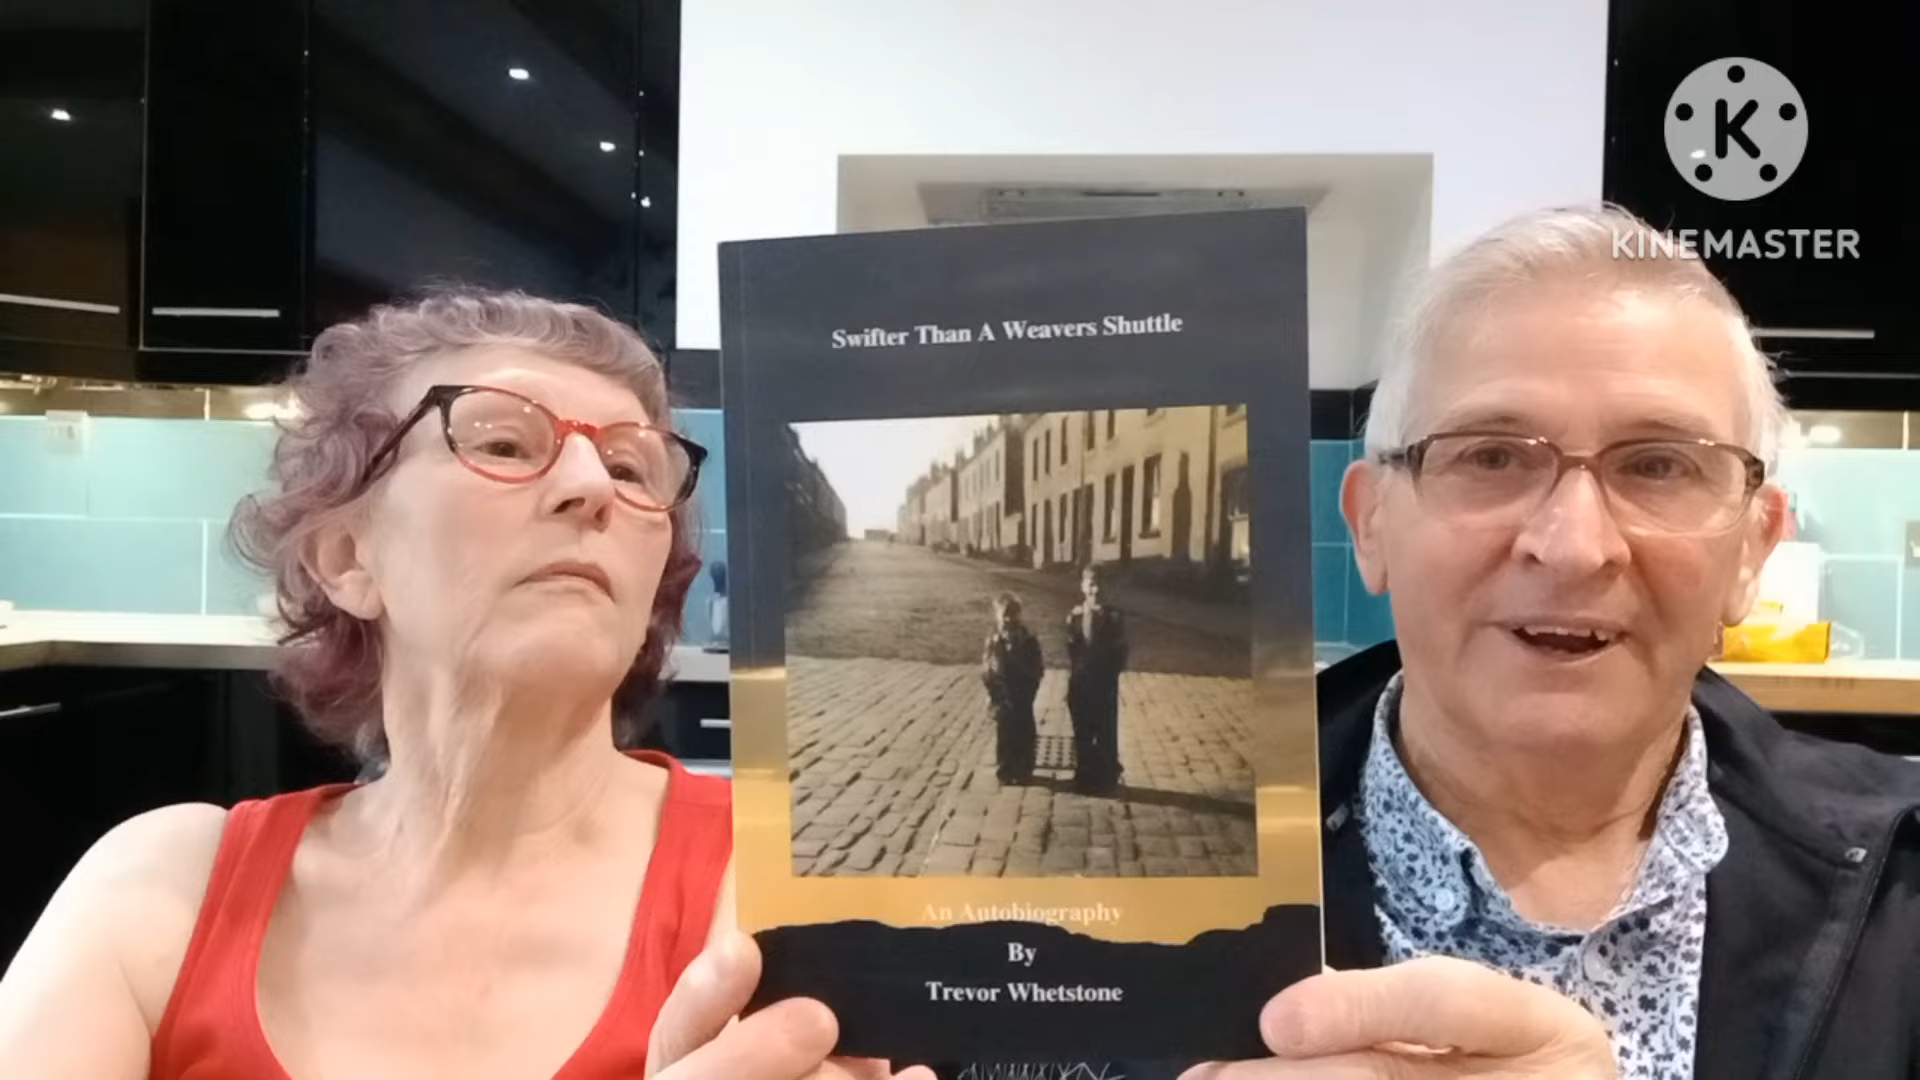 K
KINEMASTER
Swifter Than A Weavers Shuttle
An Autobiography
By
Trevor Whetstone